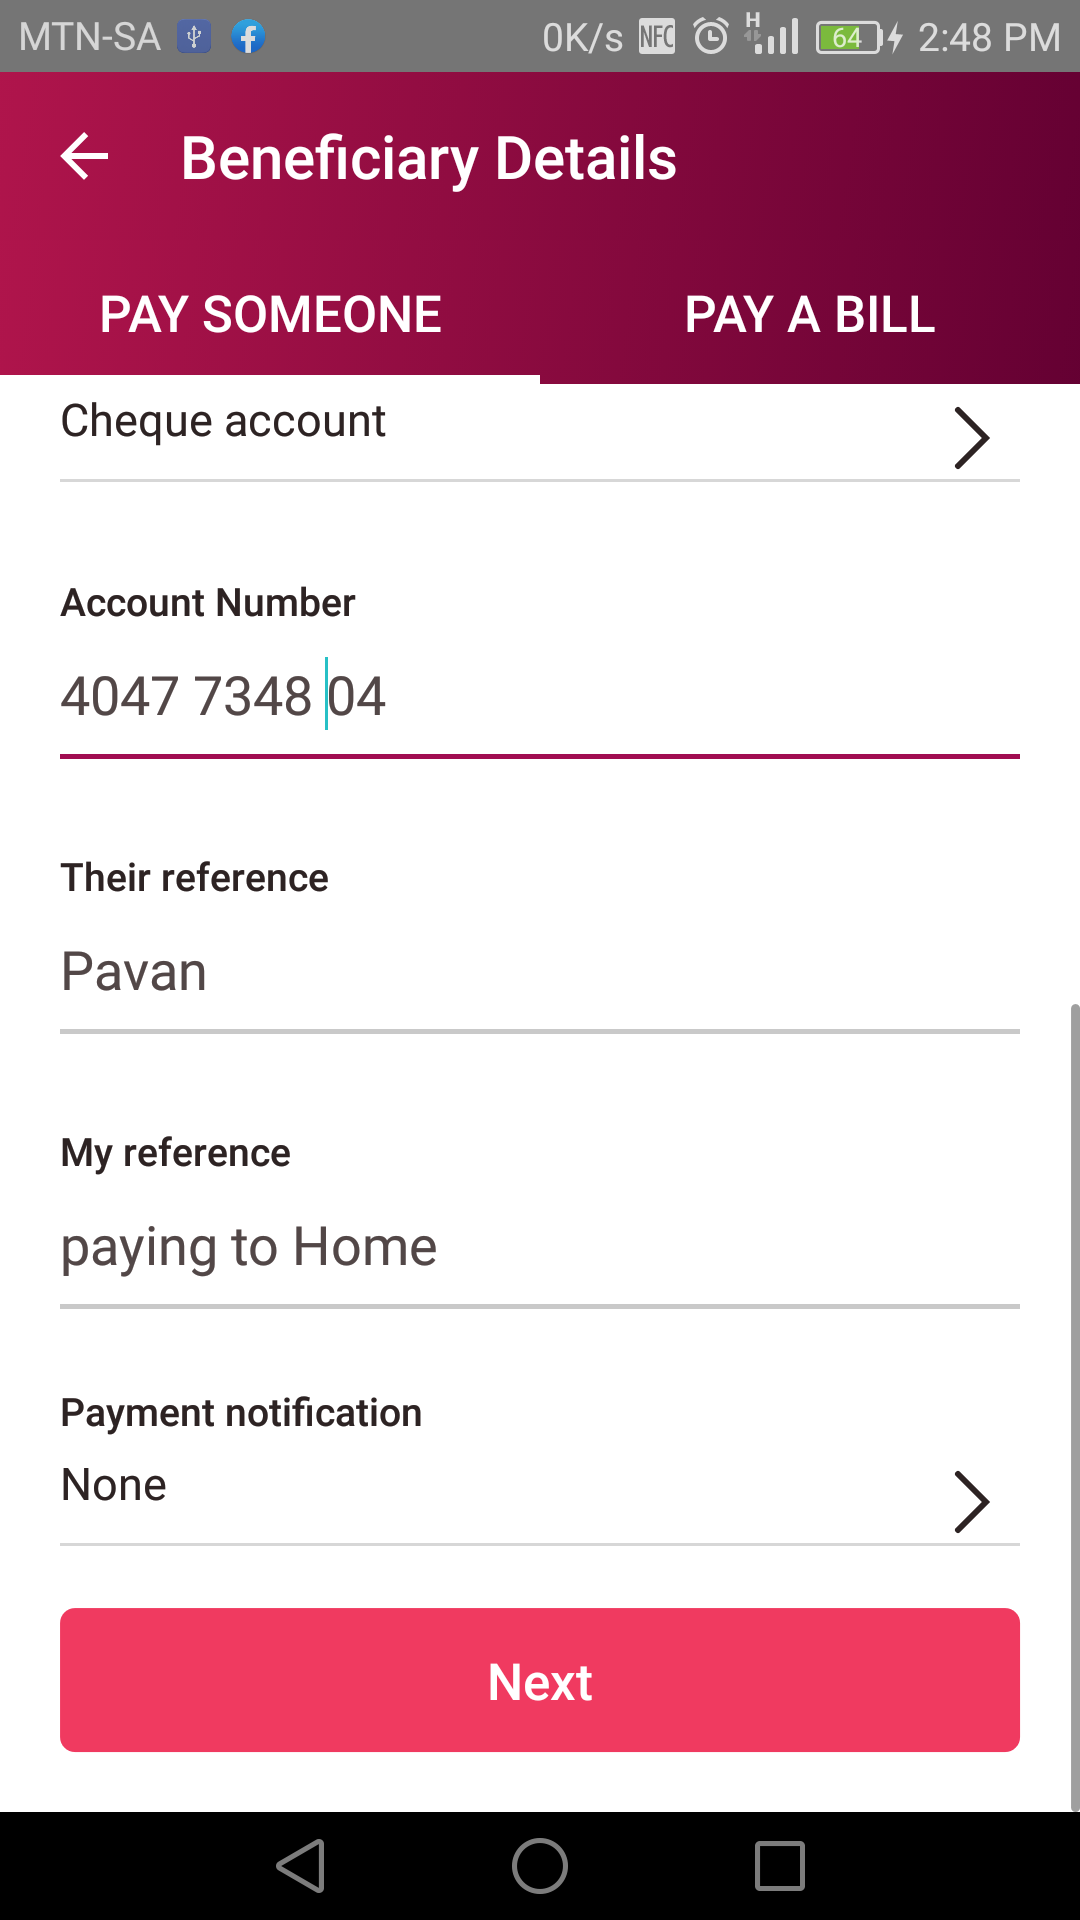 MTN-SA 0K/s NFC H 64 2:48 PM
Beneficiary Details
PAY SOMEONE PAY A BILL
Cheque account
Account Number
4047 7348 04
Their reference
Pavan
My reference
paying to Home
Payment notification
None
Next